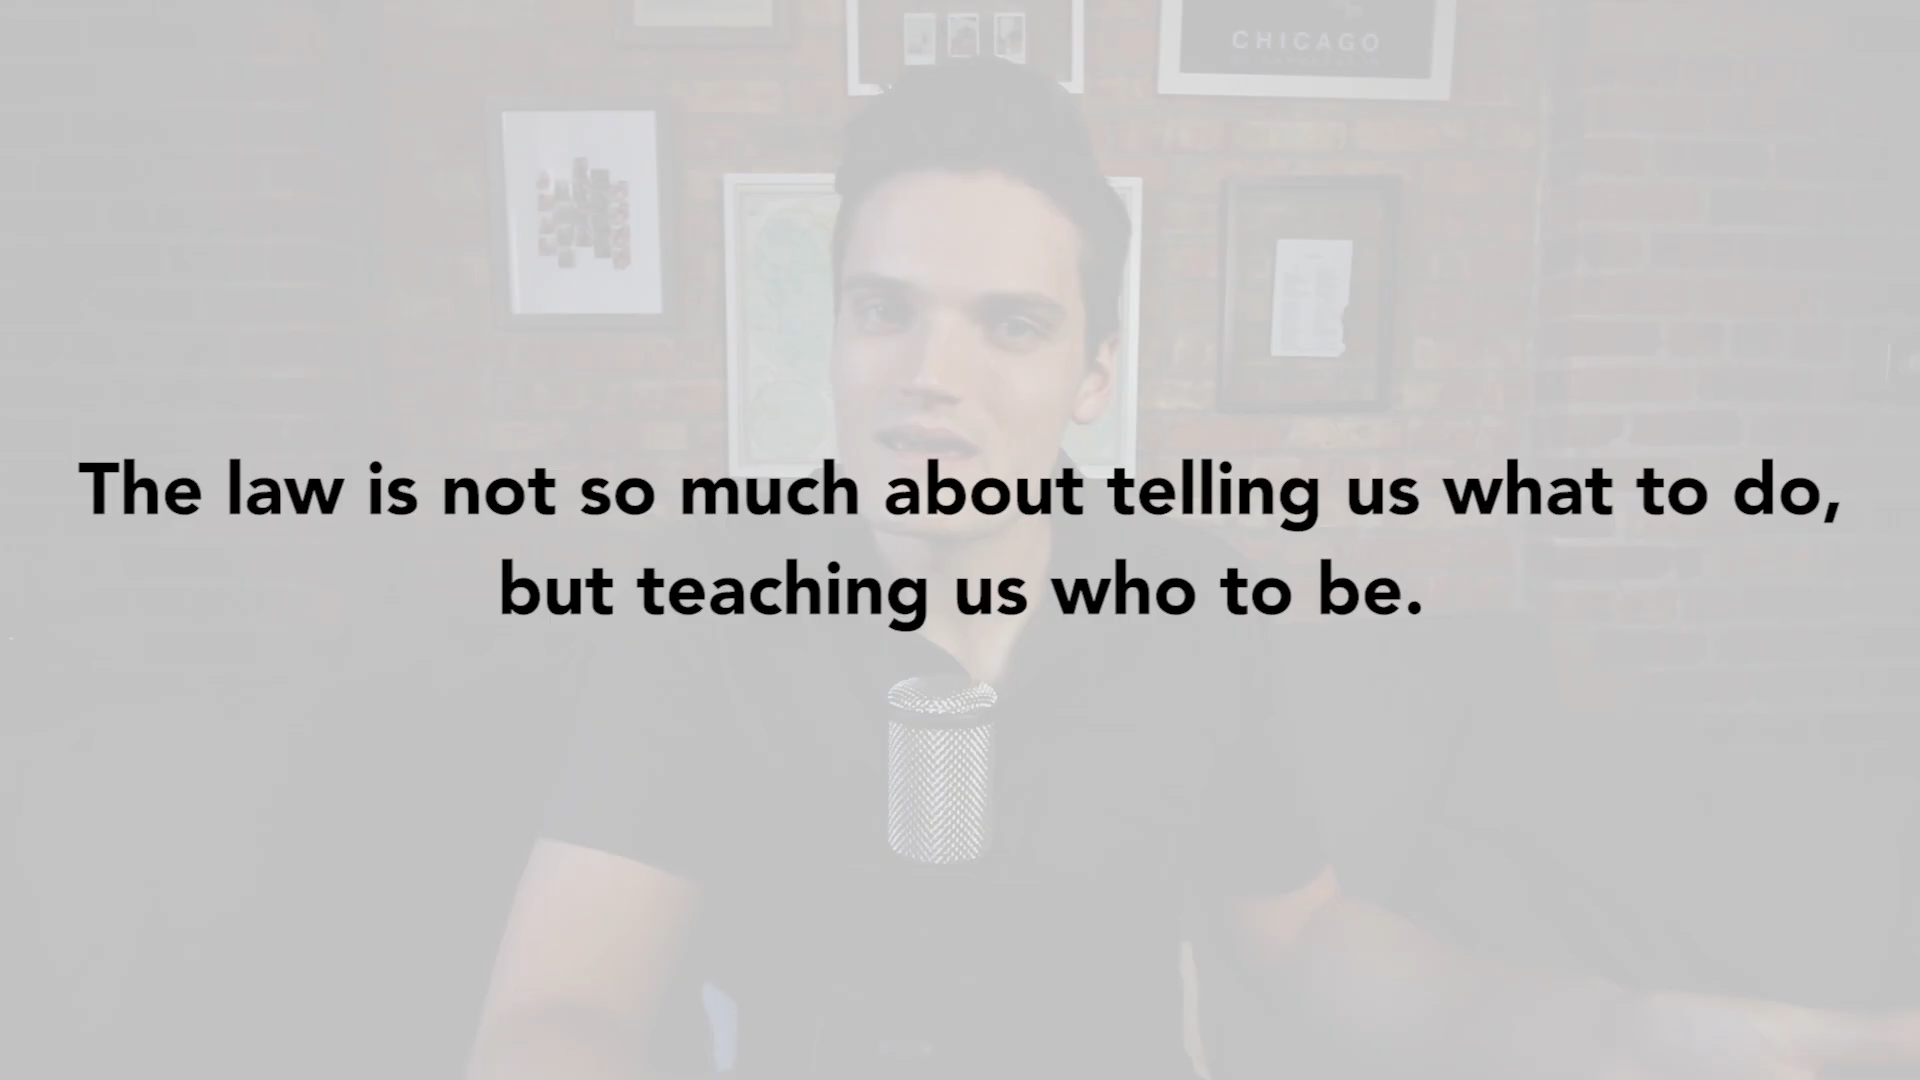 CHICAGO
The law is not so much about telling us what to do,
but teaching us who to be.